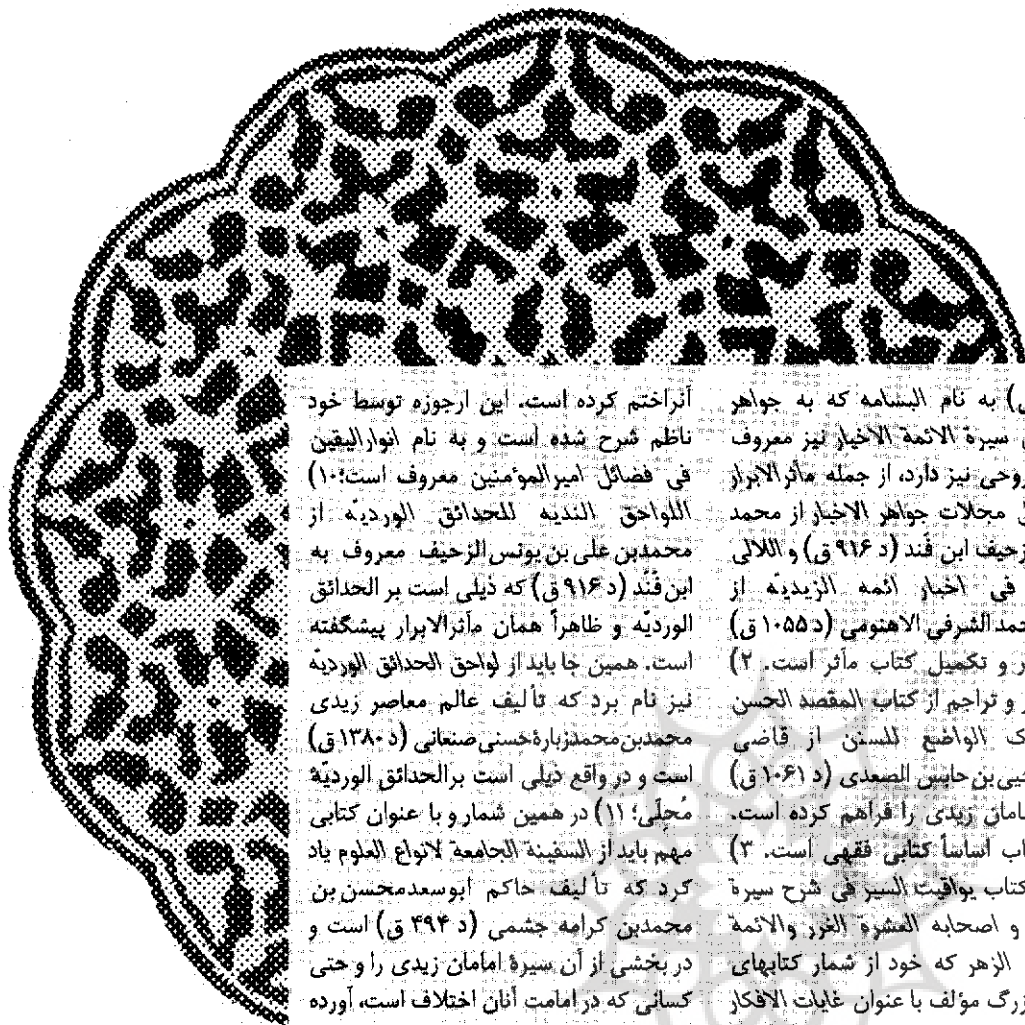 ی) به نام البسامه که به جواهر
سیرة الائمة الاخیار نیز معروف
روحی نیز دارد، از جمله مآثرالابرار
مجلات جواهر الاخبار از محمد
زحیف ابن فَند (د ۹۱۶ ق) و اللالی
فی اخبار ائمه الزیدیّه از
حمد الشرفی الاهنومی (د ۱۰۵۵ ق)
ر و تکمیل کتاب مآثر است. ۲)
ر و تراجم از کتاب المقصد الحسن
ک الواضح للسنن از قاضی
یی‌بن حابس الصعدی (د ۱۰۶۱ ق)
امامان زیدی را فراهم کرده است.
اب اساساً کتابی فقهی است. ۳)
کتاب یواقیت السیر فی شرح سیرة
و اصحابه العشرة الغرر والائمة
الزهر که خود از شمار کتابهای
زرگ مؤلف با عنوان غایات الافکار
آنراختم کرده است. این ارجوزه توسط خود
ناظم شرح شده است و به نام انوارالیقین
فی فضائل امیرالمؤمنین معروف است؛۱۰)
اللواحق الندیه للحدائق الوردیه از
محمدبن علی بن یونس الزحیف معروف به
ابن فَنْد (د ۹۱۶ ق) که ذیلی است بر الحدائق
الوردیّه و ظاهراً همان مآثرالابرار پیشگفته
است. همین جا باید از لواحق الحدائق الوردیّه
نیز نام برد که تألیف عالم معاصر زیدی
محمدبن محمدزبارهٔ حسنی صنعانی (د ۱۳۸۰ ق)
است و در واقع ذیلی است برالحدائق الوردیّهٔ
مُحلّی؛ ۱۱) در همین شمار و با عنوان کتابی
مهم باید از السفینة الجامعة لانواع العلوم یاد
کرد که تألیف حاکم ابوسعدمحسن بن
محمدبن کرامه جشمی (د ۴۹۴ ق) است و
در بخشی از آن سیرهٔ امامان زیدی را و حتی
کسانی که در امامت آنان اختلاف است، آورده